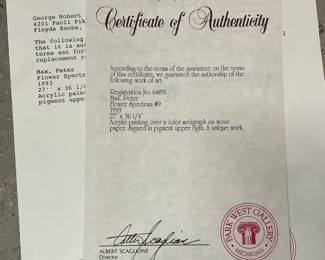 George Robert
4201 Paoli Pik
Floyds Knobs,
The following
that it is aut
terms set for
replacement c
Max, Peter
Flower Spectr
1993
27'' x 36 1/4
Acrylic paint
pigment upper
Certificate of Authenticity
According to the terms of the guarantee on the verso
of this certificate, we guarantee the authorship of the
following work of art:
Registration No. 64851
Max, Peter
Flower Spectrum #9
1993
27" x 36 1/4"
Acrylic painting over a color serigraph on wove
paper. Signed in pigment upper right. A unique work.
ALBERT SCAGLIONE
Director
PARK WEST GALLERY
MICHIGAN